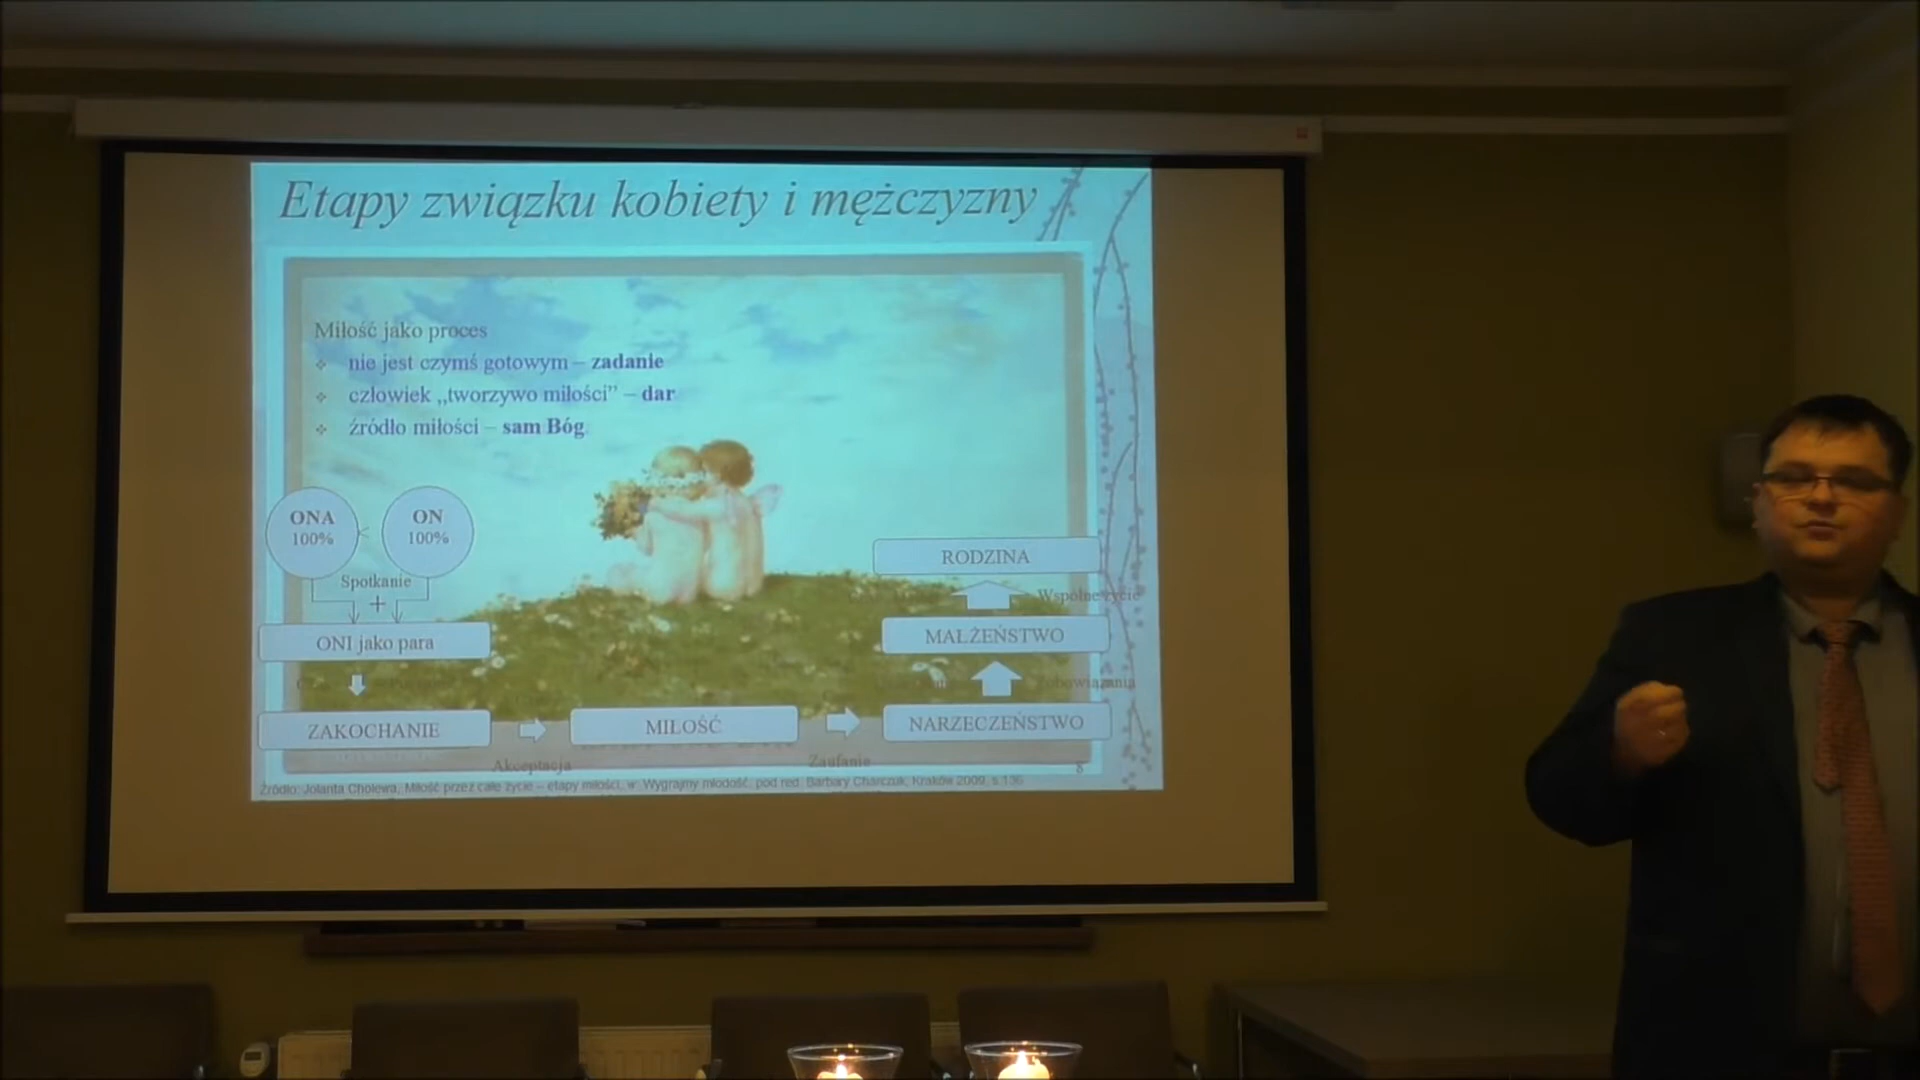 Etapy związku kobiety i mężczyzny
Miłość jako proces
nie jest czymś gotowym – zadanie
człowiek „tworzywo miłości” – dar
źródło miłości – sam Bóg
ONA
100%
ON
100%
Spotkanie
+
ONI jako para
ZAKOCHANIE
MIŁOŚĆ
NARZECZEŃSTWO
MAŁŻEŃSTWO
RODZINA
Wspólne życie
Zobowiązania
Akceptacja
Zaufanie
8
Źródło: Jolanta Cholewa, Miłość przez całe życie – etapy miłości, w: Wygrajmy młodość, pod red. Barbary Charczuk, Kraków 2009, s.136